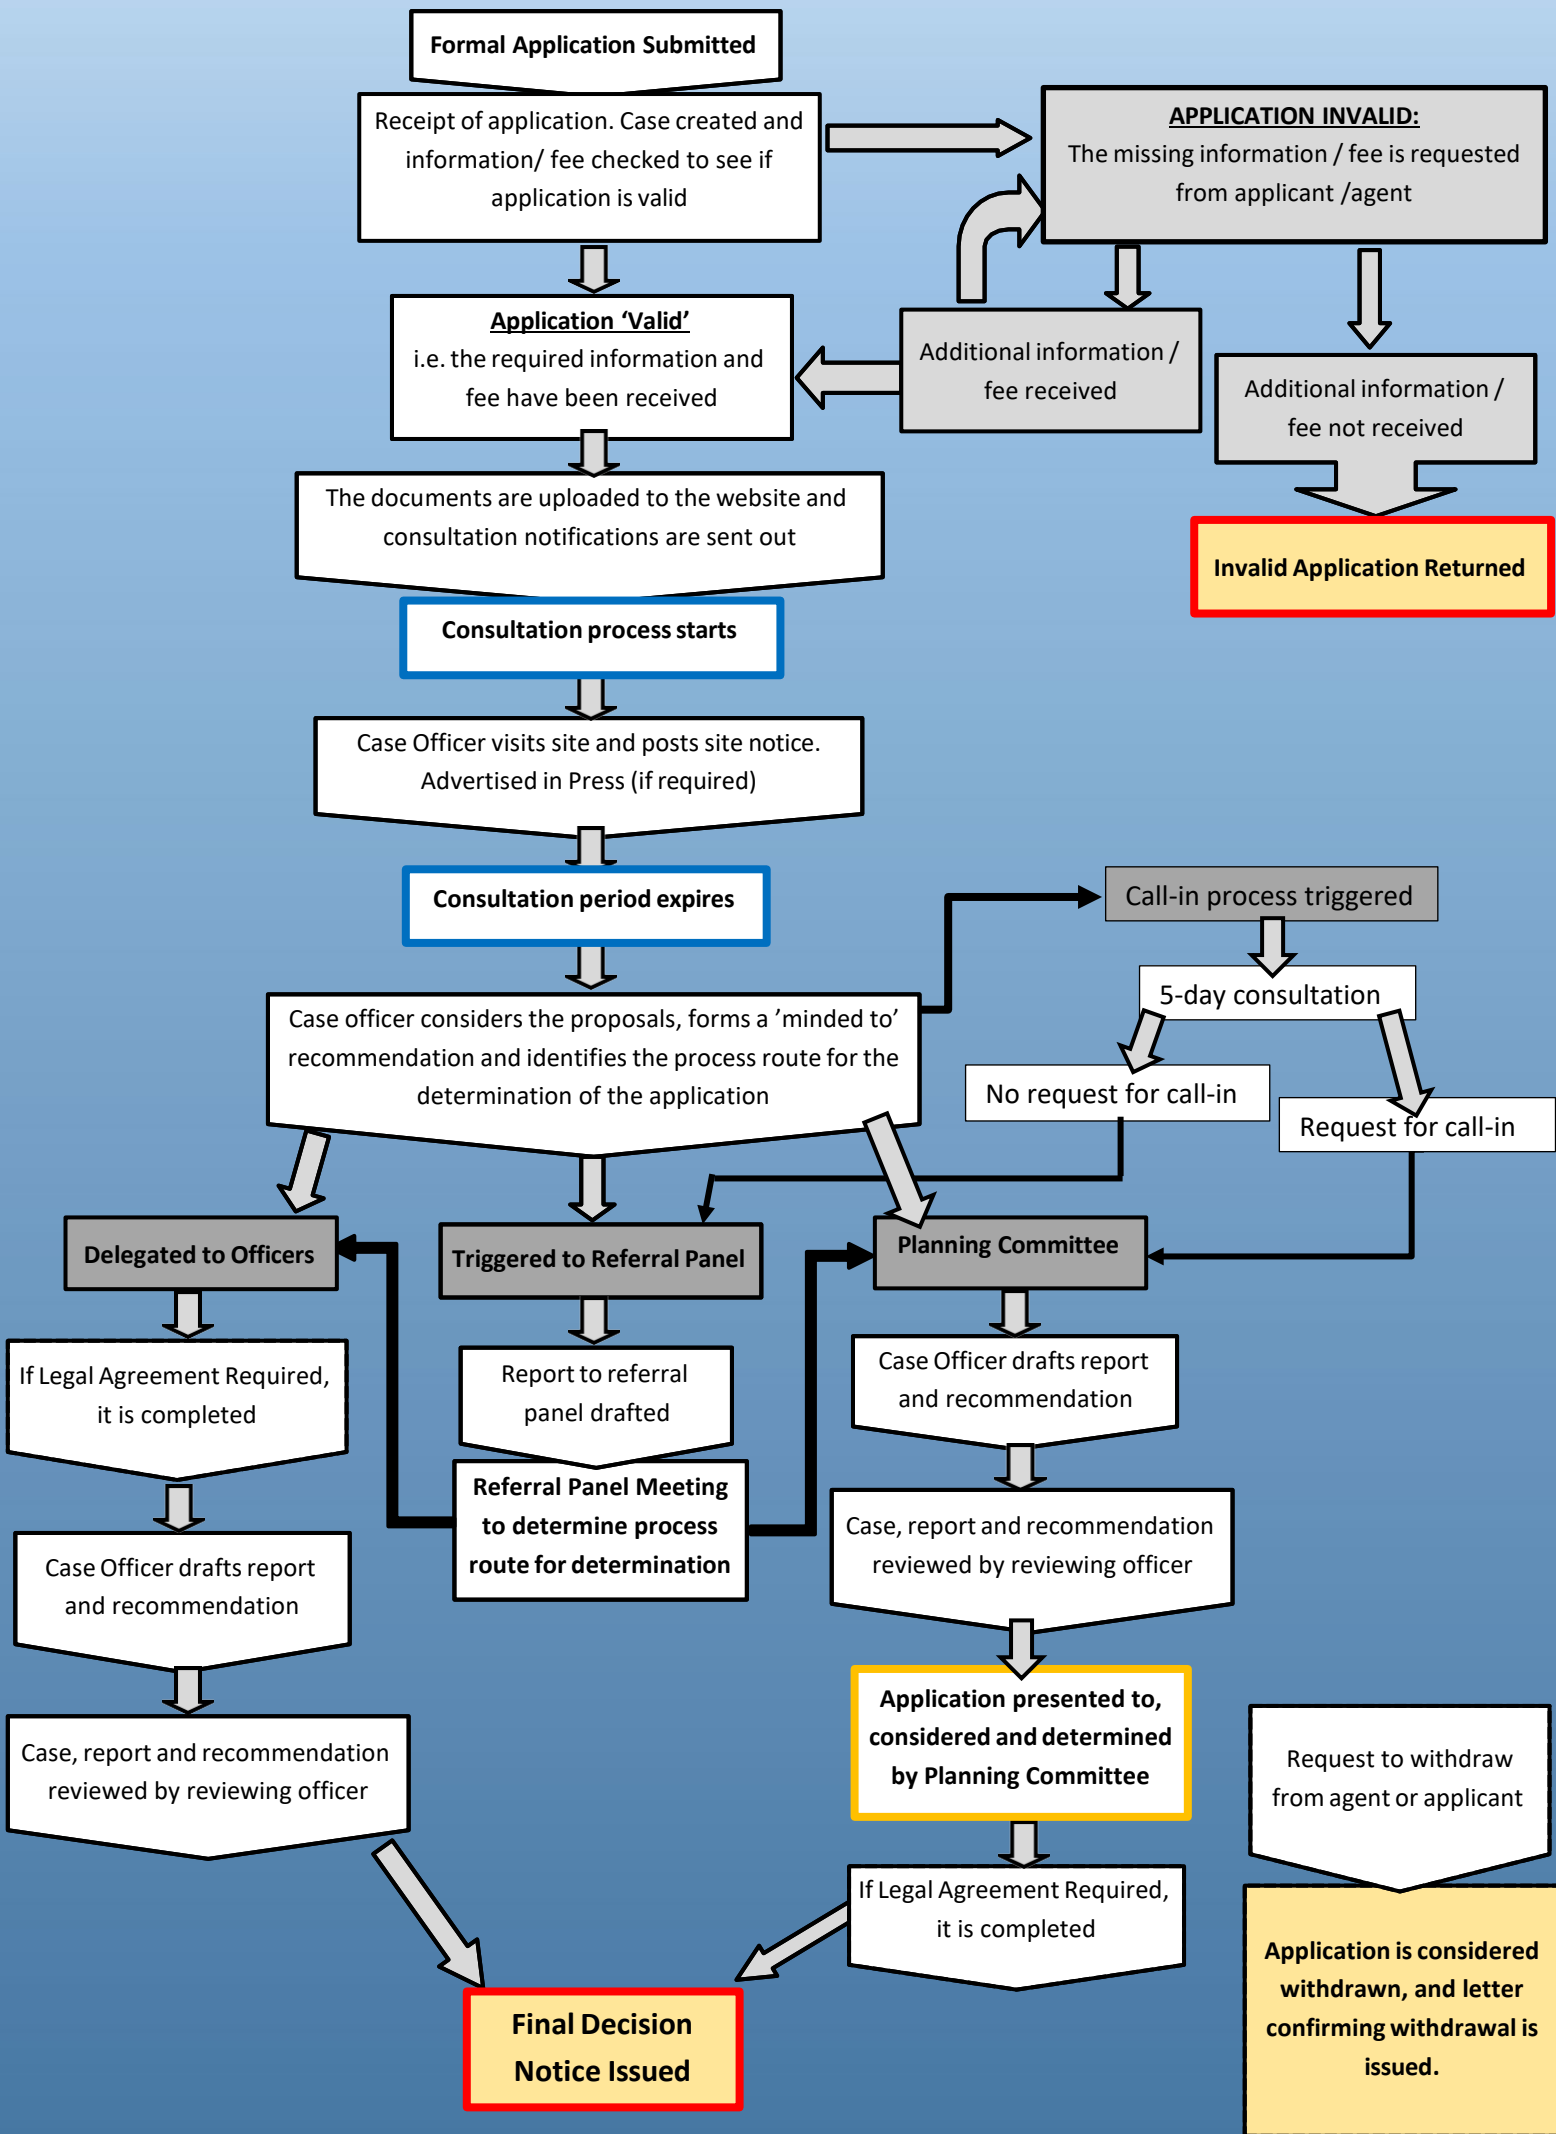 Formal Application Submitted
Receipt of application. Case created and
information/ fee checked to see if
application is valid
APPLICATION INVALID:
The missing information / fee is requested
from applicant /agent
Application ‘Valid’
i.e. the required information and
fee have been received
Additional information /
fee received
Additional information /
fee not received
Invalid Application Returned
The documents are uploaded to the website and
consultation notifications are sent out
Consultation process starts
Case Officer visits site and posts site notice.
Advertised in Press (if required)
Consultation period expires
Call-in process triggered
5-day consultation
Case officer considers the proposals, forms a ’minded to’
recommendation and identifies the process route for the
determination of the application
No request for call-in
Request for call-in
Delegated to Officers
Triggered to Referral Panel
Planning Committee
If Legal Agreement Required,
it is completed
Report to referral
panel drafted
Case Officer drafts report
and recommendation
Referral Panel Meeting
to determine process
route for determination
Case, report and recommendation
reviewed by reviewing officer
Case Officer drafts report
and recommendation
Application presented to,
considered and determined
by Planning Committee
Case, report and recommendation
reviewed by reviewing officer
Request to withdraw
from agent or applicant
If Legal Agreement Required,
it is completed
Application is considered
withdrawn, and letter
confirming withdrawal is
issued.
Final Decision
Notice Issued